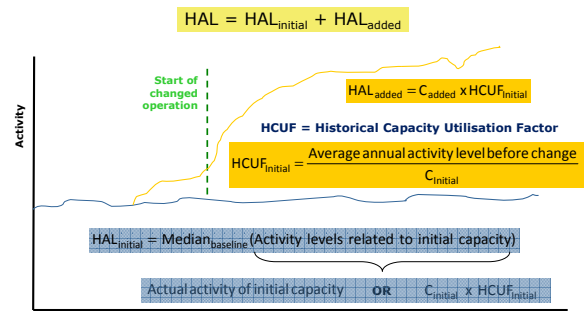 HAL = HALinitial + HALadded
Start of
changed
operation
HALadded = Cadded x HCUFInitial
Activity
HCUF = Historical Capacity Utilisation Factor
HCUFInitial = Average annual activity level before change
CInitial
HALinitial = Medianbaseline(Activity levels related to initial capacity)
Actual activity of initial capacity OR Cinitial x HCUFInitial